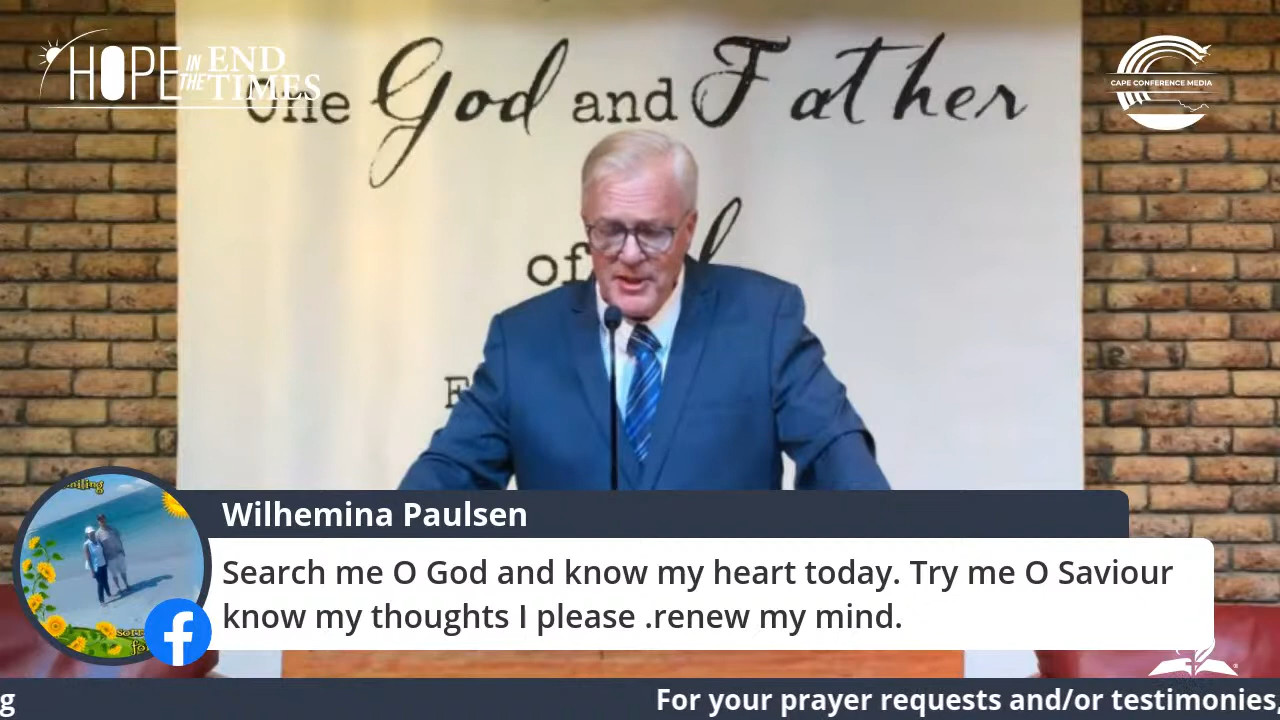 HOPE IN THE END TIMES
CAPE CONFERENCE MEDIA
One God and Father
of
Wilhemina Paulsen
Search me O God and know my heart today. Try me O Saviour
know my thoughts I please .renew my mind.
g For your prayer requests and/or testimonies,